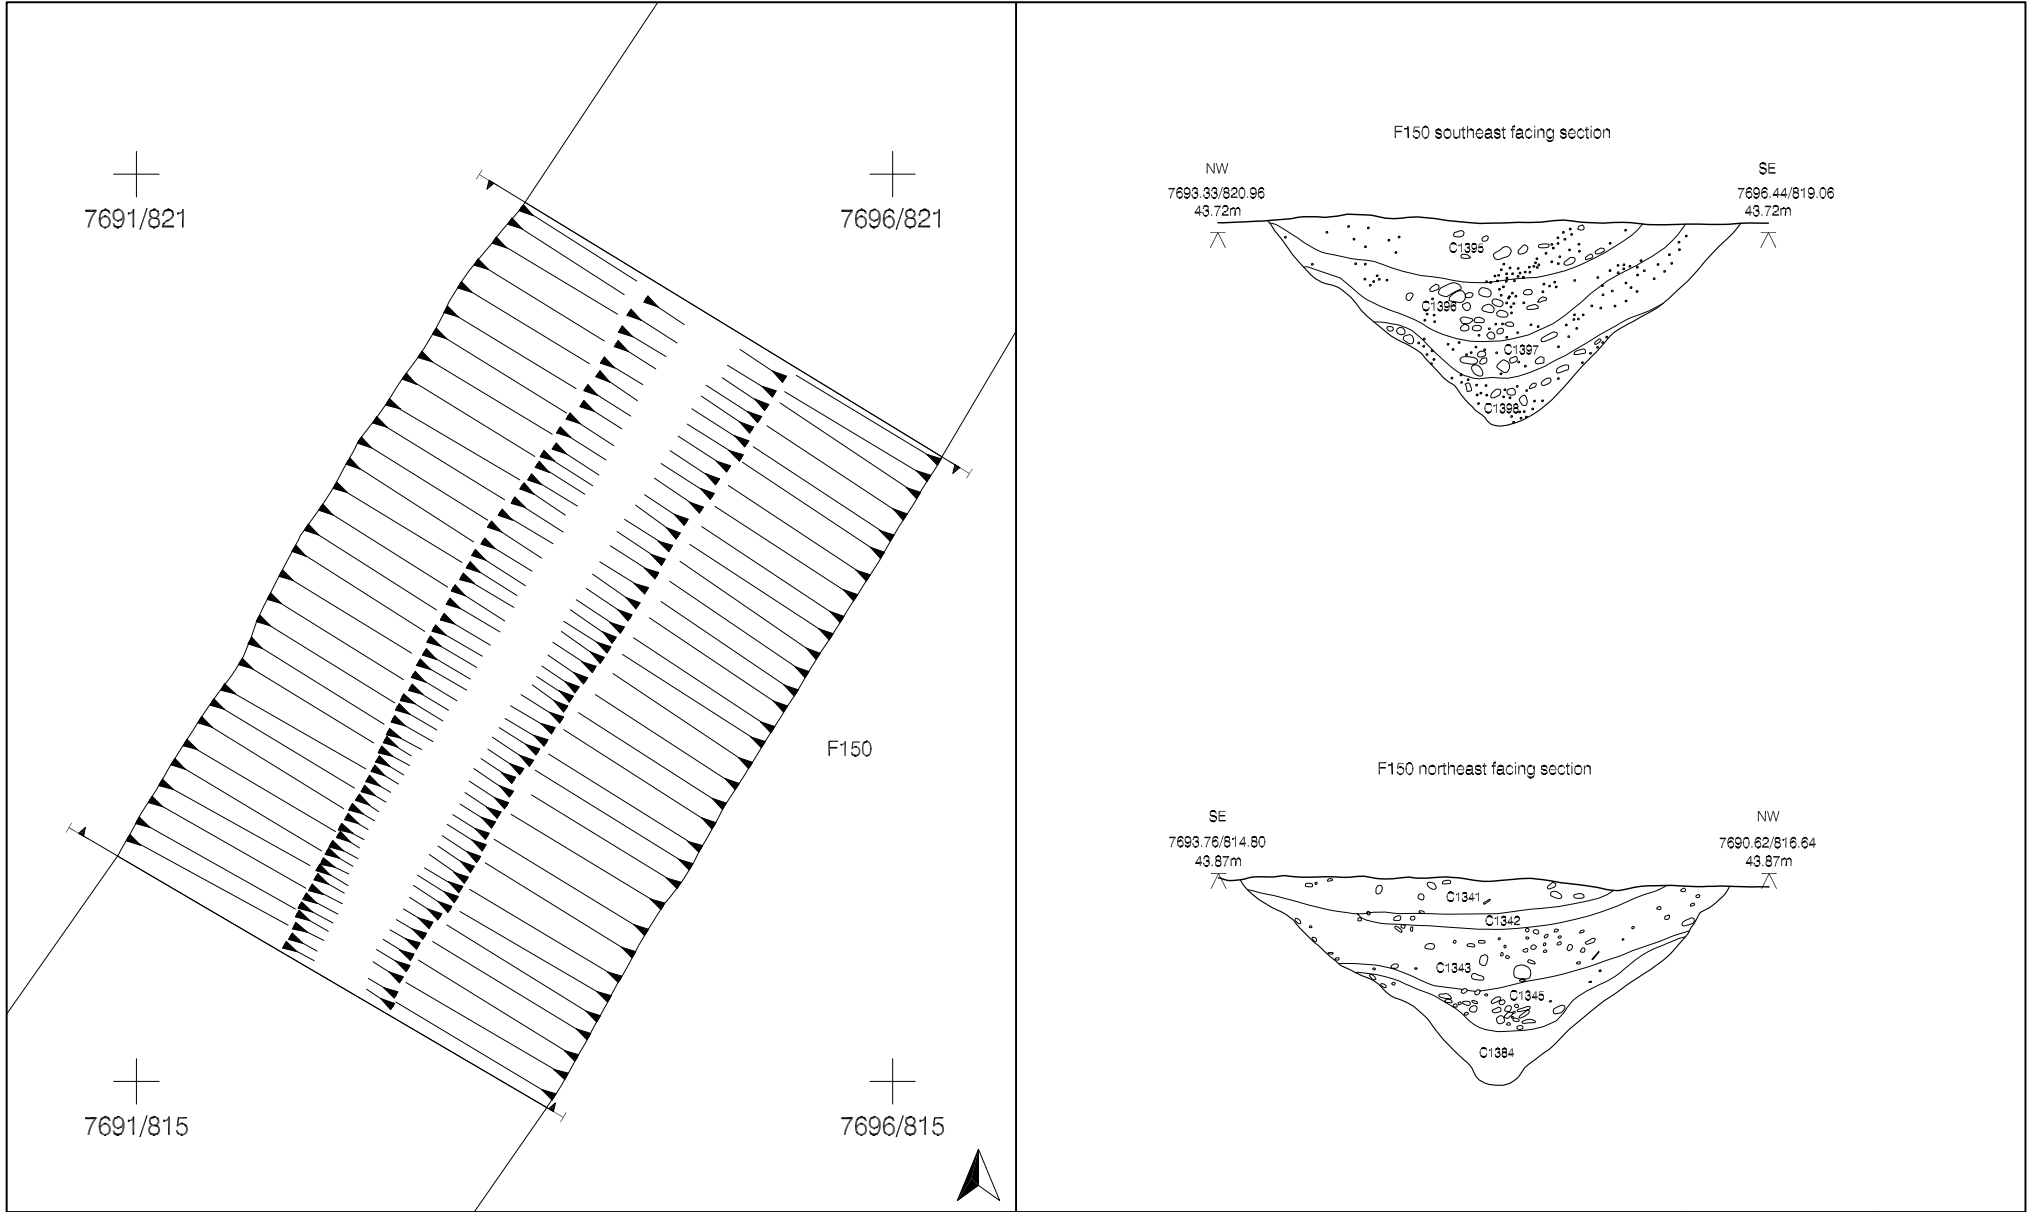 7691/821
7696/821
F150
7691/815
7696/815
F150 southeast facing section
NW
7693.33/820.96
43.72m
SE
7696.44/819.06
43.72m
C1395
C1396
C1397
C1398
F150 northeast facing section
SE
7693.76/814.80
43.87m
NW
7690.62/816.64
43.87m
C1341
C1342
C1343
C1345
C1384